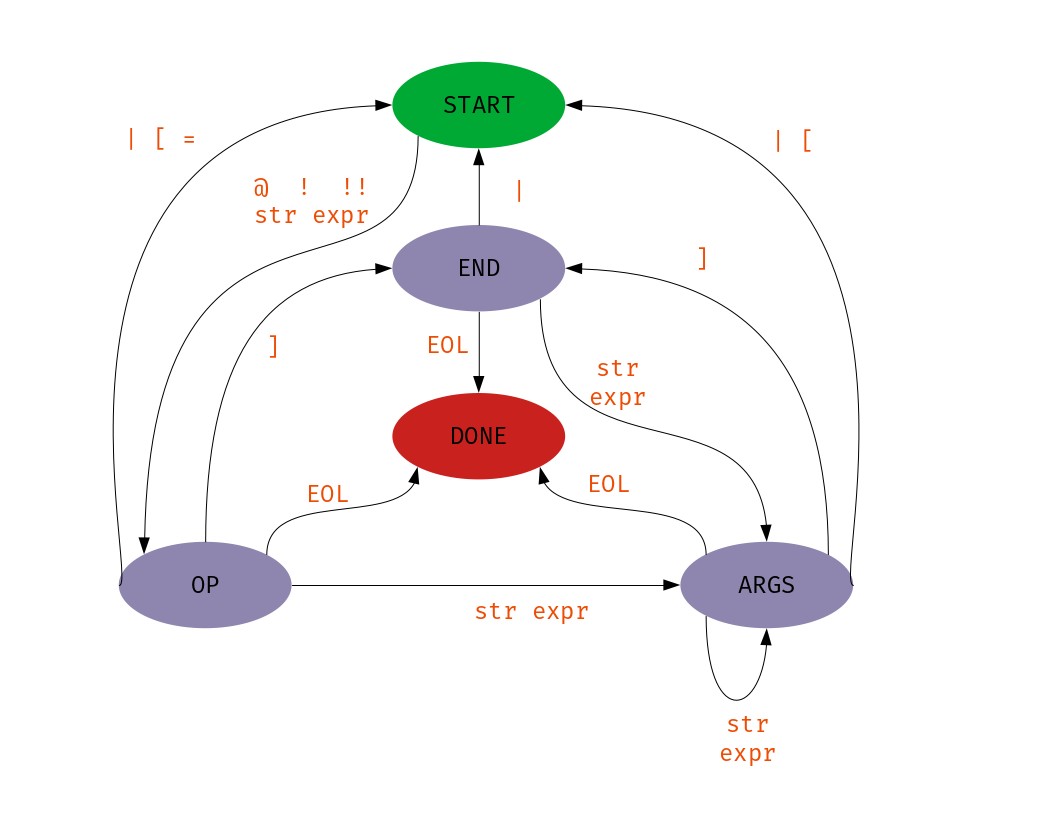 START
| [ =
| [
@ ! !!
str expr
|
END
]
]
EOL
str
expr
DONE
EOL
EOL
OP
ARGS
str expr
str
expr